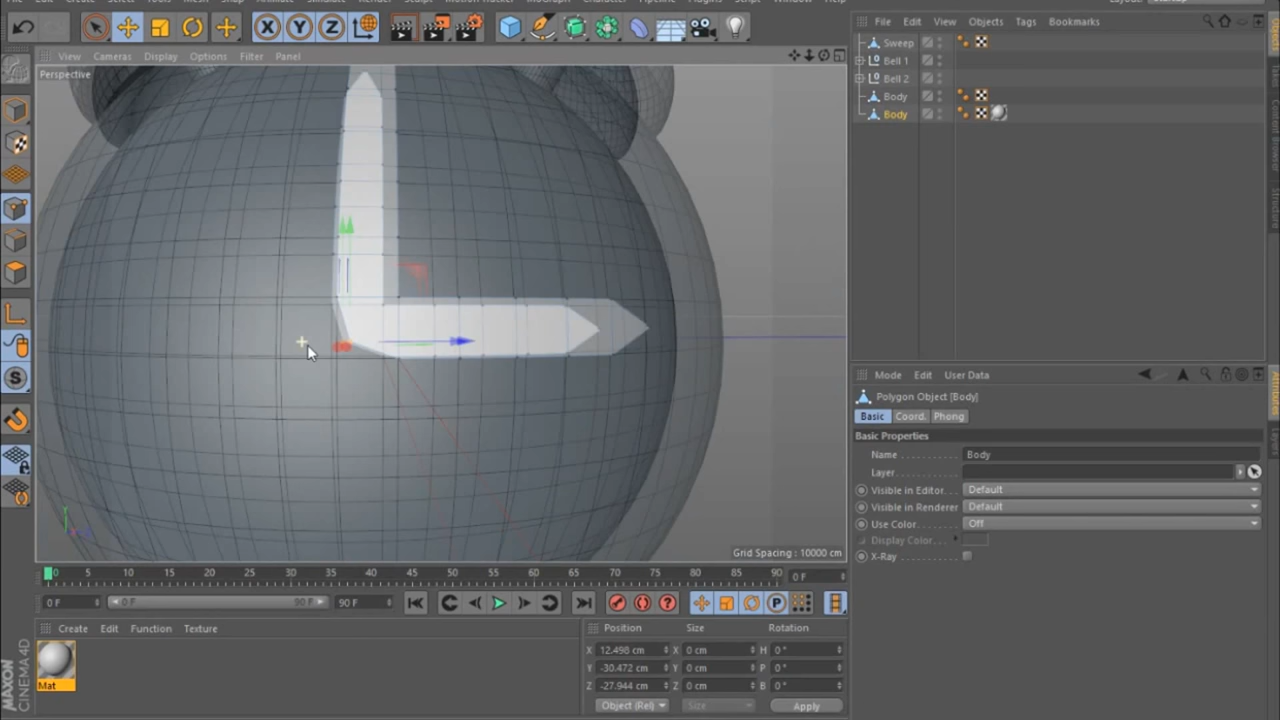 File Edit View Objects Tags Bookmarks
View Cameras Display Options Filter Panel
Perspective
X Y Z
Sweep
Bell 1
Bell 2
Body
Body
Mode Edit User Data
Polygon Object [Body]
Basic Coord. Phong
Basic Properties
Name Body
Layer
Visible in Editor Default
Visible in Renderer Default
Use Color Off
Display Color
X-Ray
Grid Spacing : 10000 cm
0 5 10 15 20 25 30 35 40 45 50 55 60 65 70 75 80 85 90 0 F
0 F 0 F 90 F 90 F
Create Edit Function Texture
Position Size Rotation
X 12.498 cm X 0 cm H 0 °
Y -30.472 cm Y 0 cm P 0 °
Z -27.944 cm Z 0 cm B 0 °
Object (Rel) Size Apply
Mat
MAXON
CINEMA 4D